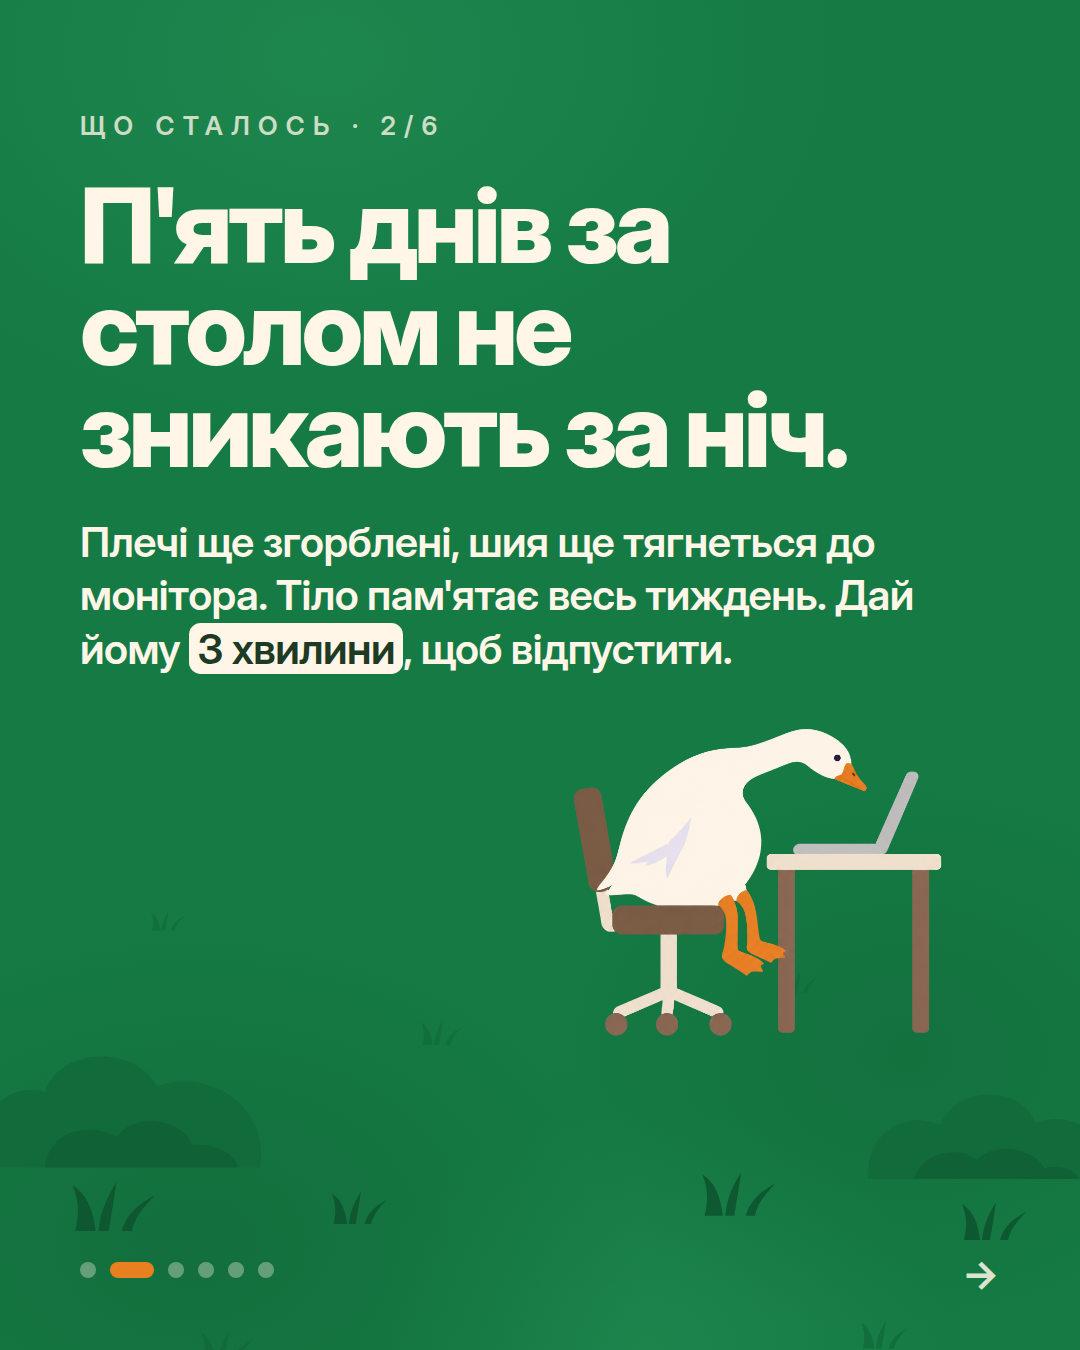 ЩО СТАЛОСЬ · 2/6
П'ять днів за
столом не
зникають за ніч.
Плечі ще згорблені, шия ще тягнеться до
монітора. Тіло пам'ятає весь тиждень. Дай
йому 3 хвилини, щоб відпустити.
→